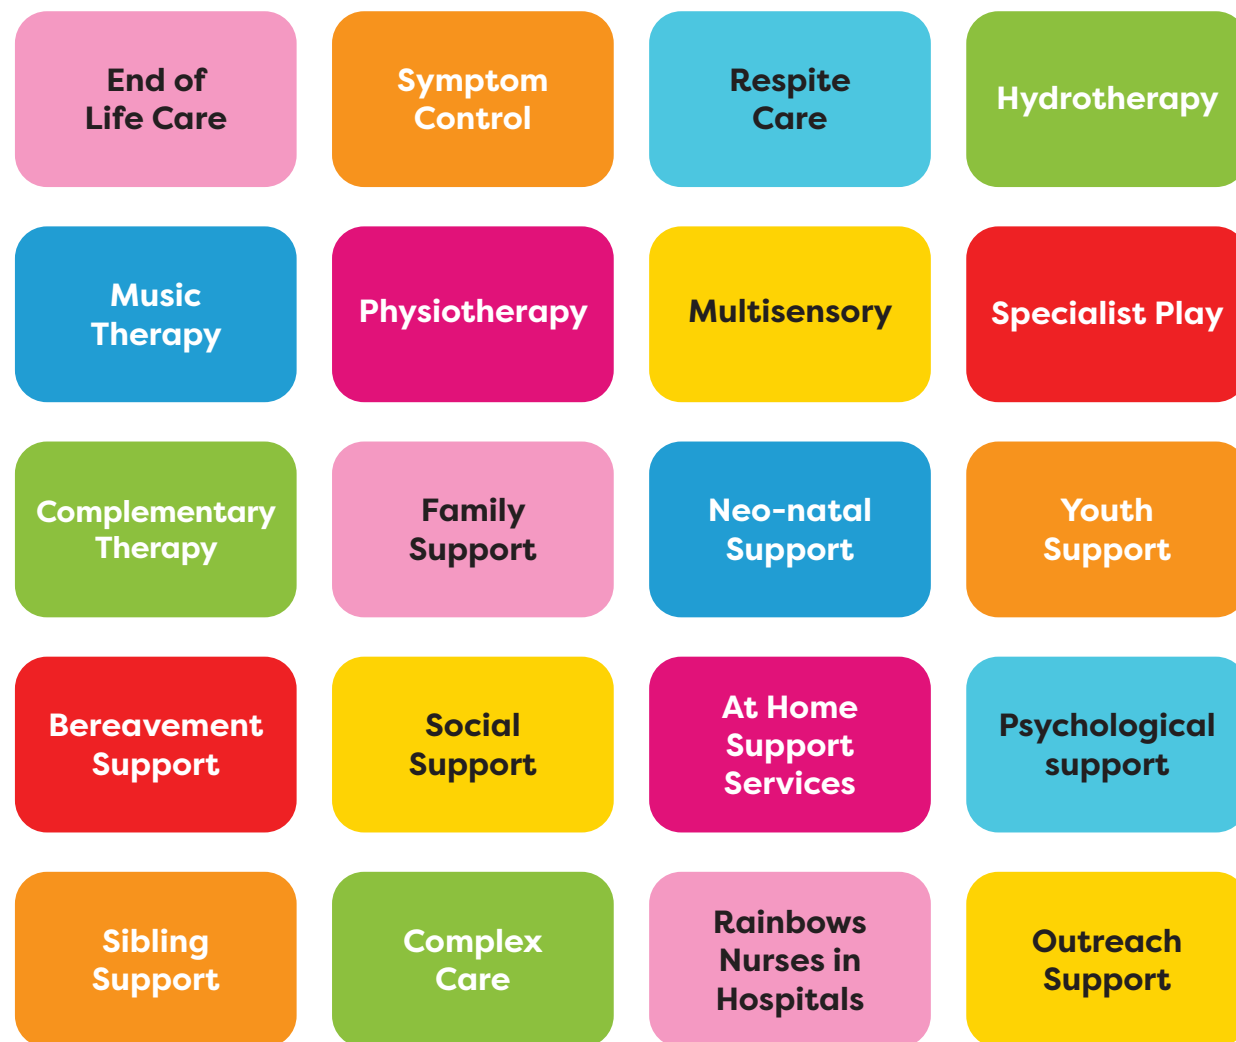 End of
Life Care
Symptom
Control
Respite
Care
Hydrotherapy
Music
Therapy
Physiotherapy
Multisensory
Specialist Play
Complementary
Therapy
Family
Support
Neo-natal
Support
Youth
Support
Bereavement
Support
Social
Support
At Home
Support
Services
Psychological
support
Sibling
Support
Complex
Care
Rainbows
Nurses in
Hospitals
Outreach
Support